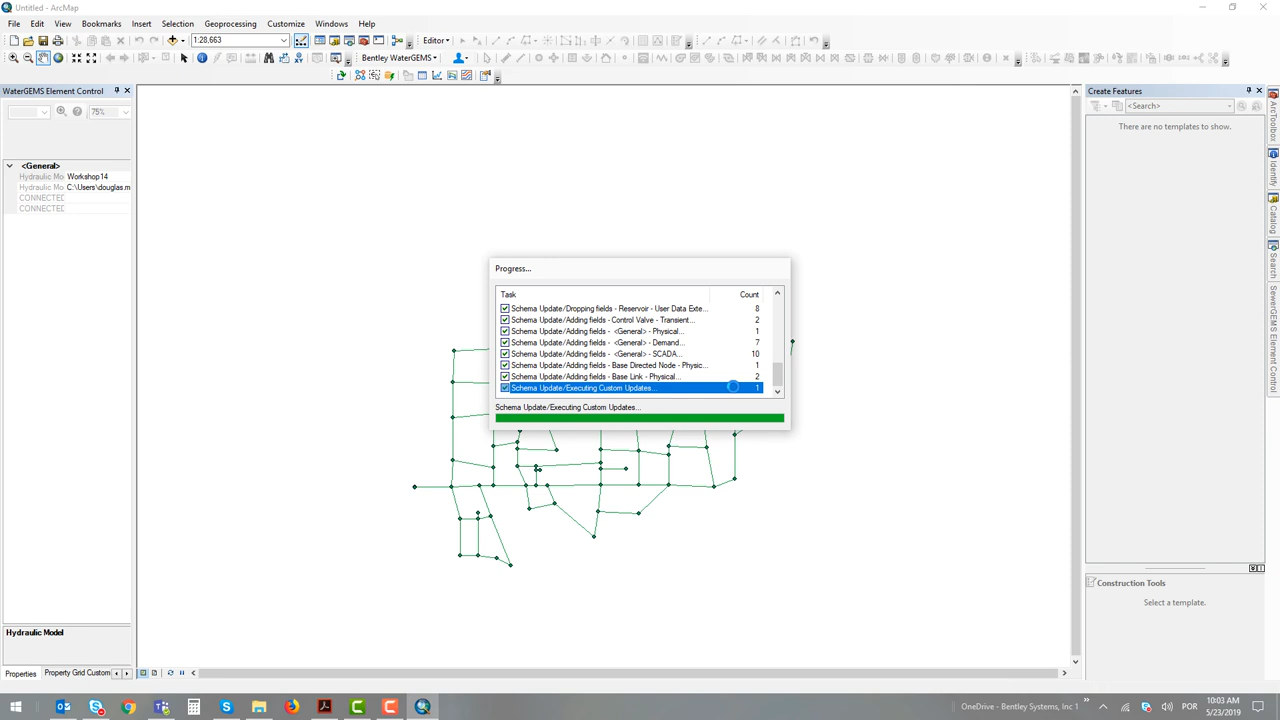 Untitled - ArcMap
File Edit View Bookmarks Insert Selection Geoprocessing Customize Windows Help
1:28,663
Editor
Bentley WaterGEMS
WaterGEMS Element Control
75%
<General>
Hydraulic Mo Workshop14
Hydraulic Mo C:\Users\douglas.m
CONNECTED
CONNECTED
Hydraulic Model
Properties
Property Grid Custom
Progress...
Task Count
Schema Update/Dropping fields - Reservoir - User Data Exte... 8
Schema Update/Adding fields - Control Valve - Transient... 2
Schema Update/Adding fields - <General> - Physical... 1
Schema Update/Adding fields - <General> - Demand... 7
Schema Update/Adding fields - <General> - SCADA... 10
Schema Update/Adding fields - Base Directed Node - Physic... 1
Schema Update/Adding fields - Base Link - Physical... 2
Schema Update/Executing Custom Updates... 1
Schema Update/Executing Custom Updates...
Create Features
<Search>
There are no templates to show.
Construction Tools
Select a template.
ArcToolbox
Identify
Catalog
Search
SewerGEMS Element Control
OneDrive - Bentley Systems, Inc 1
POR
10:03 AM
5/23/2019